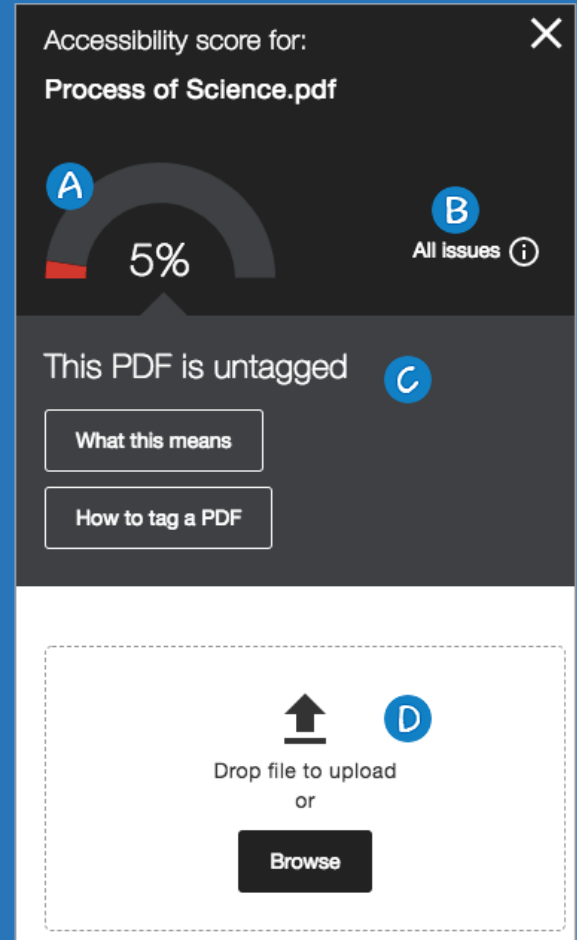 Accessibility score for:
Process of Science.pdf
A
5%
B
All issues
This PDF is untagged
C
What this means
How to tag a PDF
D
Drop file to upload
or
Browse